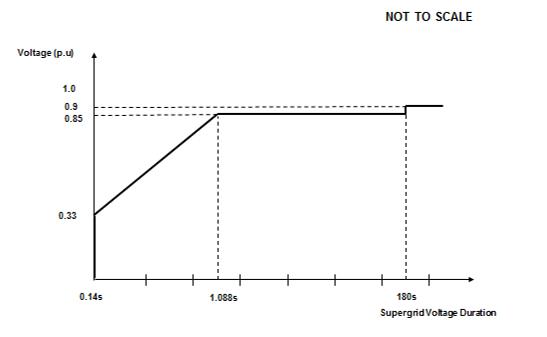 NOT TO SCALE
Voltage (p.u)
1.0
0.9
0.85
0.33
0.14s
1.088s
180s
Supergrid Voltage Duration